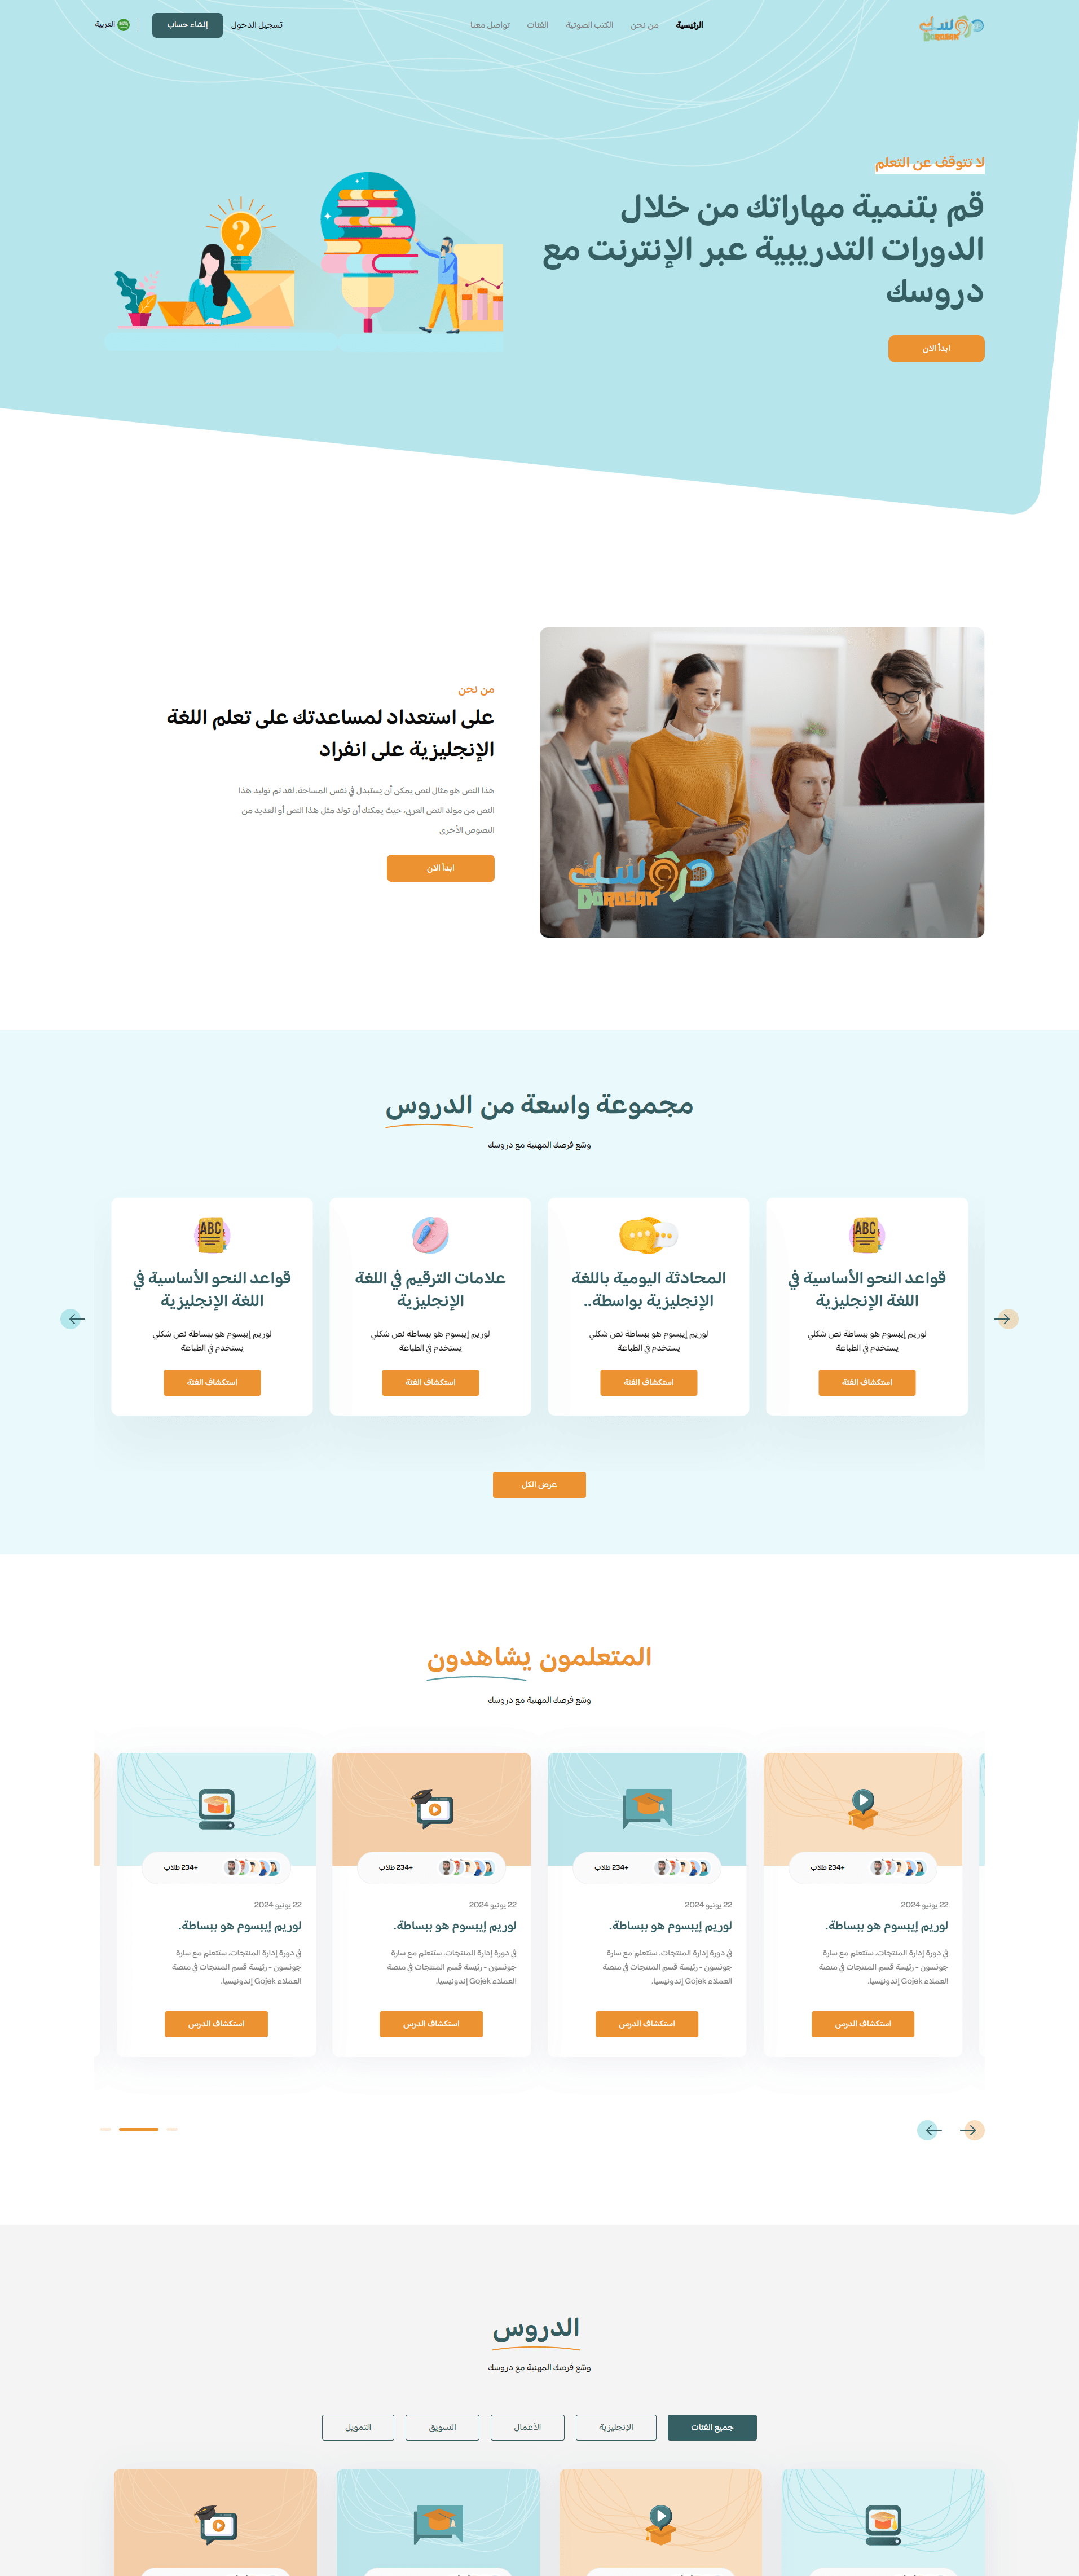 دروسك
DOROSAK
الرئيسية
من نحن
الكتب الصوتية
الفئات
تواصل معنا
تسجيل الدخول
إنشاء حساب
العربية
لا تتوقف عن التعلم
قم بتنمية مهاراتك من خلال
الدورات التدريبية عبر الإنترنت مع
دروسك
ابدأ الان
دروسك
DOROSAK
من نحن
على استعداد لمساعدتك على تعلم اللغة
الإنجليزية على انفراد
هذا النص هو مثال لنص يمكن أن يستبدل في نفس المساحة، لقد تم توليد هذا
النص من مولد النص العربى، حيث يمكنك أن تولد مثل هذا النص أو العديد من
النصوص الأخرى
ابدأ الان
مجموعة واسعة من الدروس
وسّع فرصك المهنية مع دروسك
ABC
قواعد النحو الأساسية في
اللغة الإنجليزية
لوريم إيبسوم هو ببساطة نص شكلي
يستخدم في الطباعة
استكشاف الفئة
المحادثة اليومية باللغة
الإنجليزية بواسطة..
لوريم إيبسوم هو ببساطة نص شكلي
يستخدم في الطباعة
استكشاف الفئة
علامات الترقيم في اللغة
الإنجليزية
لوريم إيبسوم هو ببساطة نص شكلي
يستخدم في الطباعة
استكشاف الفئة
ABC
قواعد النحو الأساسية في
اللغة الإنجليزية
لوريم إيبسوم هو ببساطة نص شكلي
يستخدم في الطباعة
استكشاف الفئة
عرض الكل
المتعلمون يشاهدون
وسّع فرصك المهنية مع دروسك
+234 طلاب
22 يونيو 2024
لوريم إيبسوم هو ببساطة.
في دورة إدارة المنتجات، ستتعلم مع سارة
جونسون - رئيسة قسم المنتجات في منصة
العملاء Gojek إندونيسيا.
استكشاف الدرس
+234 طلاب
22 يونيو 2024
لوريم إيبسوم هو ببساطة.
في دورة إدارة المنتجات، ستتعلم مع سارة
جونسون - رئيسة قسم المنتجات في منصة
العملاء Gojek إندونيسيا.
استكشاف الدرس
+234 طلاب
22 يونيو 2024
لوريم إيبسوم هو ببساطة.
في دورة إدارة المنتجات، ستتعلم مع سارة
جونسون - رئيسة قسم المنتجات في منصة
العملاء Gojek إندونيسيا.
استكشاف الدرس
+234 طلاب
22 يونيو 2024
لوريم إيبسوم هو ببساطة.
في دورة إدارة المنتجات، ستتعلم مع سارة
جونسون - رئيسة قسم المنتجات في منصة
العملاء Gojek إندونيسيا.
استكشاف الدرس
الدروس
وسّع فرصك المهنية مع دروسك
جميع الفئات
الإنجليزية
الأعمال
التسويق
التمويل